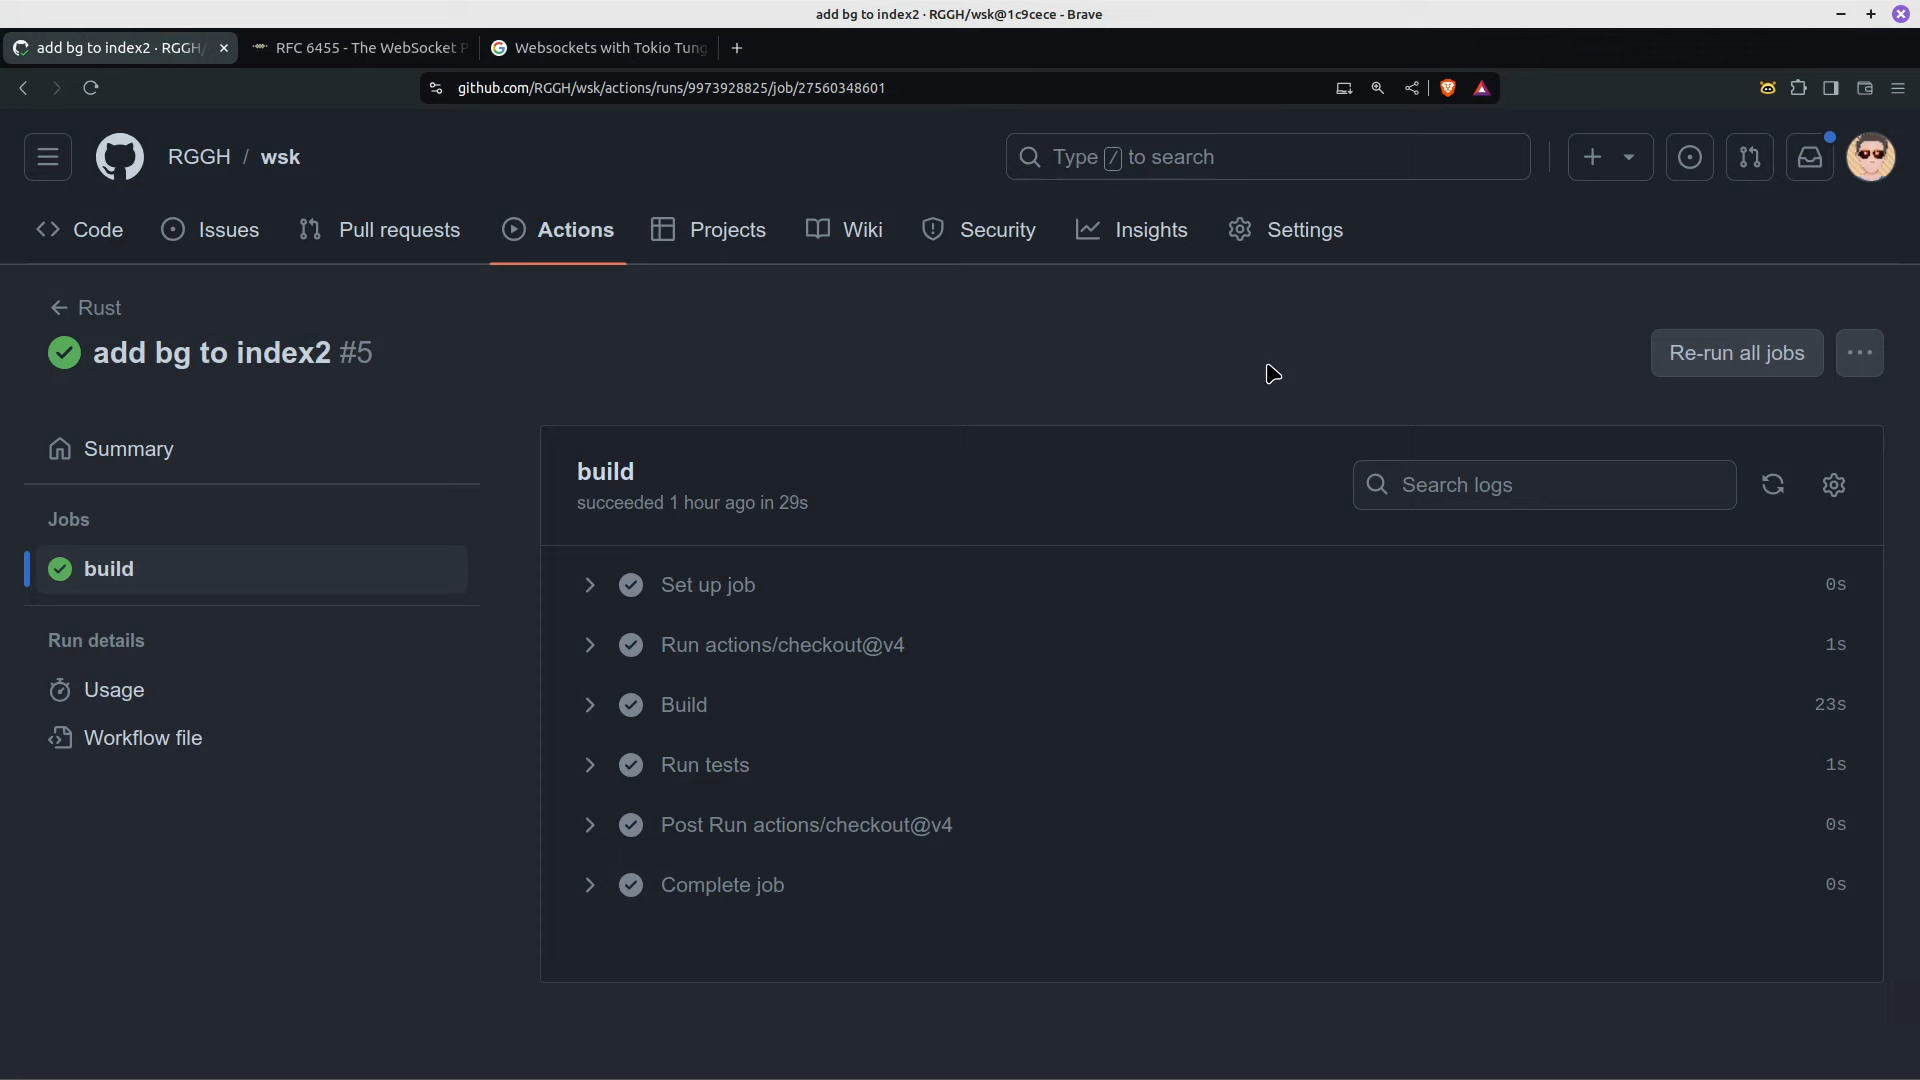 add bg to index2 · RGGH/wsk@1c9cece - Brave
add bg to index2 · RGGH/
RFC 6455 - The WebSocket P
Websockets with Tokio Tung
github.com/RGGH/wsk/actions/runs/9973928825/job/27560348601
RGGH / wsk
Type / to search
Code
Issues
Pull requests
Actions
Projects
Wiki
Security
Insights
Settings
Rust
add bg to index2 #5
Re-run all jobs
Summary
Jobs
build
Run details
Usage
Workflow file
build
succeeded 1 hour ago in 29s
Search logs
Set up job 0s
Run actions/checkout@v4 1s
Build 23s
Run tests 1s
Post Run actions/checkout@v4 0s
Complete job 0s